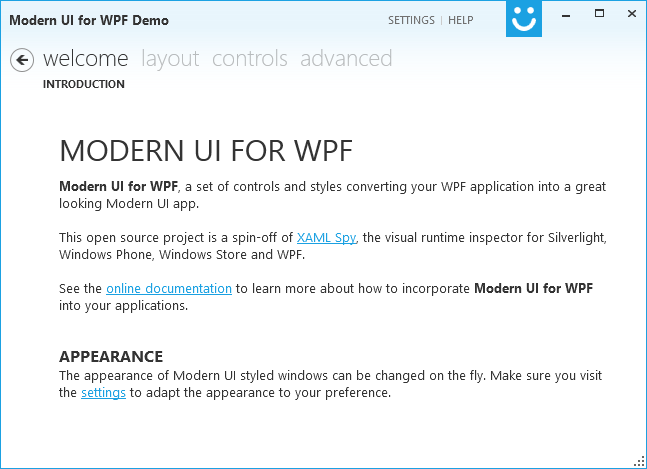 Modern UI for WPF Demo
SETTINGS | HELP
welcome layout controls advanced
INTRODUCTION
MODERN UI FOR WPF
Modern UI for WPF, a set of controls and styles converting your WPF application into a great
looking Modern UI app.
This open source project is a spin-off of XAML Spy, the visual runtime inspector for Silverlight,
Windows Phone, Windows Store and WPF.
See the online documentation to learn more about how to incorporate Modern UI for WPF
into your applications.
APPEARANCE
The appearance of Modern UI styled windows can be changed on the fly. Make sure you visit
the settings to adapt the appearance to your preference.